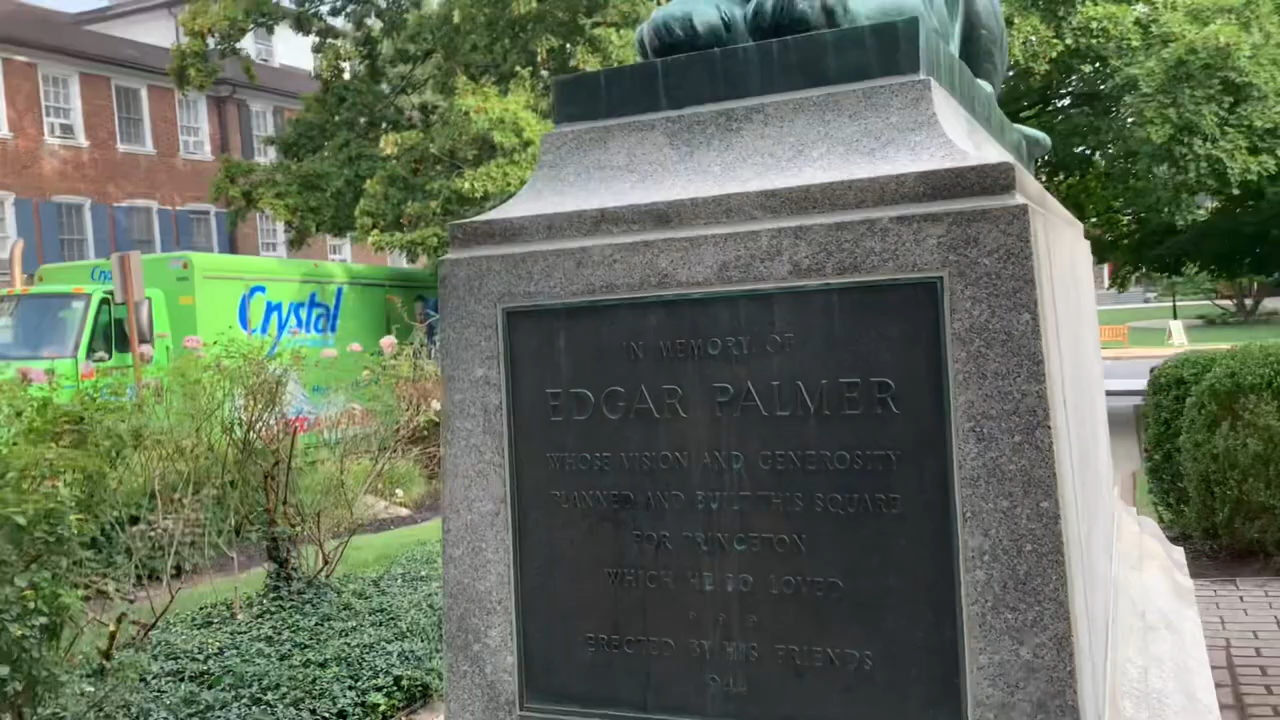 Crystal
IN MEMORY OF
EDGAR PALMER
WHOSE VISION AND GENEROSITY
PLANNED AND BUILT THIS SQUARE
FOR PRINCETON
WHICH HE SO LOVED
ERECTED BY HIS FRIENDS